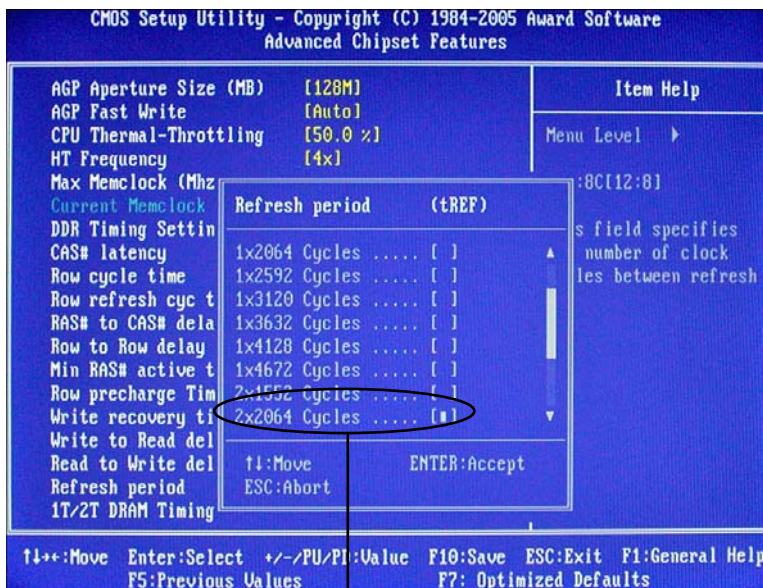 CMOS Setup Utility - Copyright (C) 1984-2005 Award Software
Advanced Chipset Features
AGP Aperture Size (MB) [128M]
AGP Fast Write [Auto]
CPU Thermal-Throttling [50.0 %]
HT Frequency [4x]
Max Memclock (Mhz
Current Memclock
DDR Timing Settin
CAS# latency
Row cycle time
Row refresh cyc t
RAS# to CAS# dela
Row to Row delay
Min RAS# active t
Row precharge Tim
Write recovery ti
Write to Read del
Read to Write del
Refresh period
1T/2T DRAM Timing
Refresh period (tREF)
1x2064 Cycles ..... [ ]
1x2592 Cycles ..... [ ]
1x3120 Cycles ..... [ ]
1x3632 Cycles ..... [ ]
1x4128 Cycles ..... [ ]
1x4672 Cycles ..... [ ]
2x1552 Cycles ..... [ ]
2x2064 Cycles ..... [■]
↑↓:Move ENTER:Accept
ESC:Abort
Item Help
Menu Level ▶
:8C[12:8]
s field specifies
number of clock
les between refresh
↑↓→←:Move Enter:Select +/-/PU/PD:Value F10:Save ESC:Exit F1:General Help
F5:Previous Values F7: Optimized Defaults